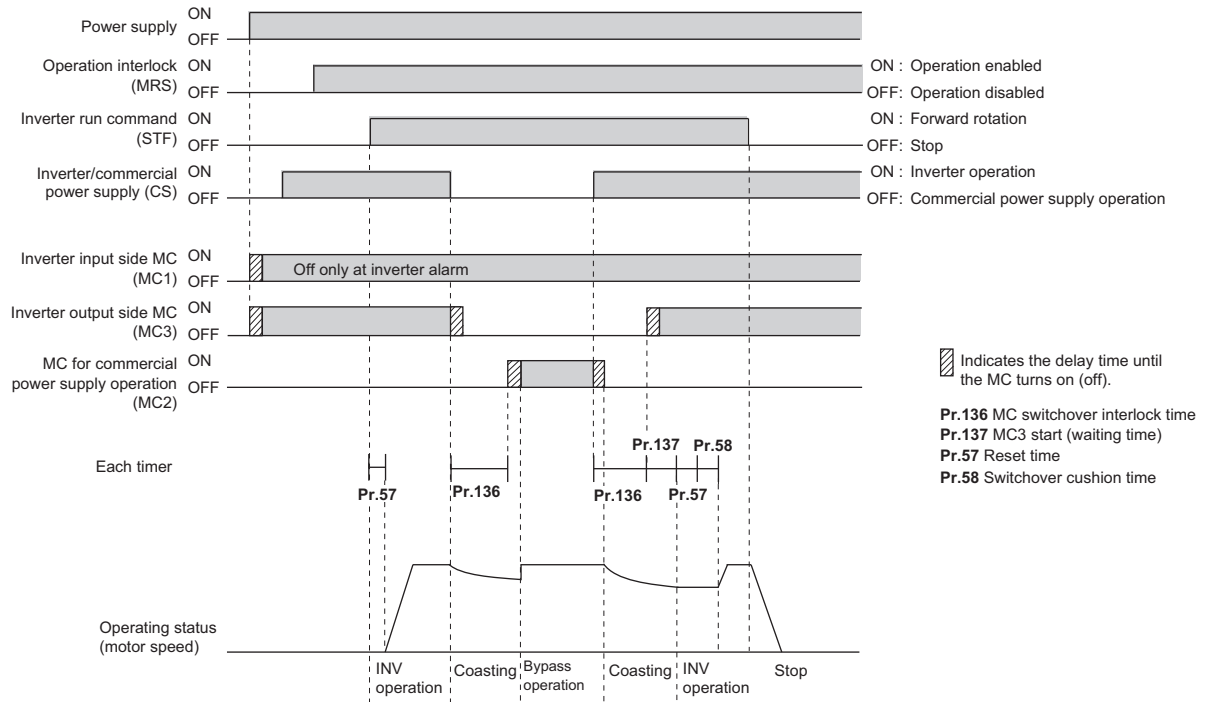 Power supply
ON
OFF
Operation interlock
(MRS)
ON
OFF
ON : Operation enabled
OFF: Operation disabled
Inverter run command
(STF)
ON
OFF
ON : Forward rotation
OFF: Stop
Inverter/commercial
power supply (CS)
ON
OFF
ON : Inverter operation
OFF: Commercial power supply operation
Inverter input side MC
(MC1)
ON
OFF
Off only at inverter alarm
Inverter output side MC
(MC3)
ON
OFF
MC for commercial
power supply operation
(MC2)
ON
OFF
Indicates the delay time until
the MC turns on (off).
Pr.136 MC switchover interlock time
Pr.137 MC3 start (waiting time)
Pr.57 Reset time
Pr.58 Switchover cushion time
Each timer
Pr.137 Pr.58
Pr.57 Pr.136 Pr.136 Pr.57
Operating status
(motor speed)
INV
operation
Coasting
Bypass
operation
Coasting
INV
operation
Stop